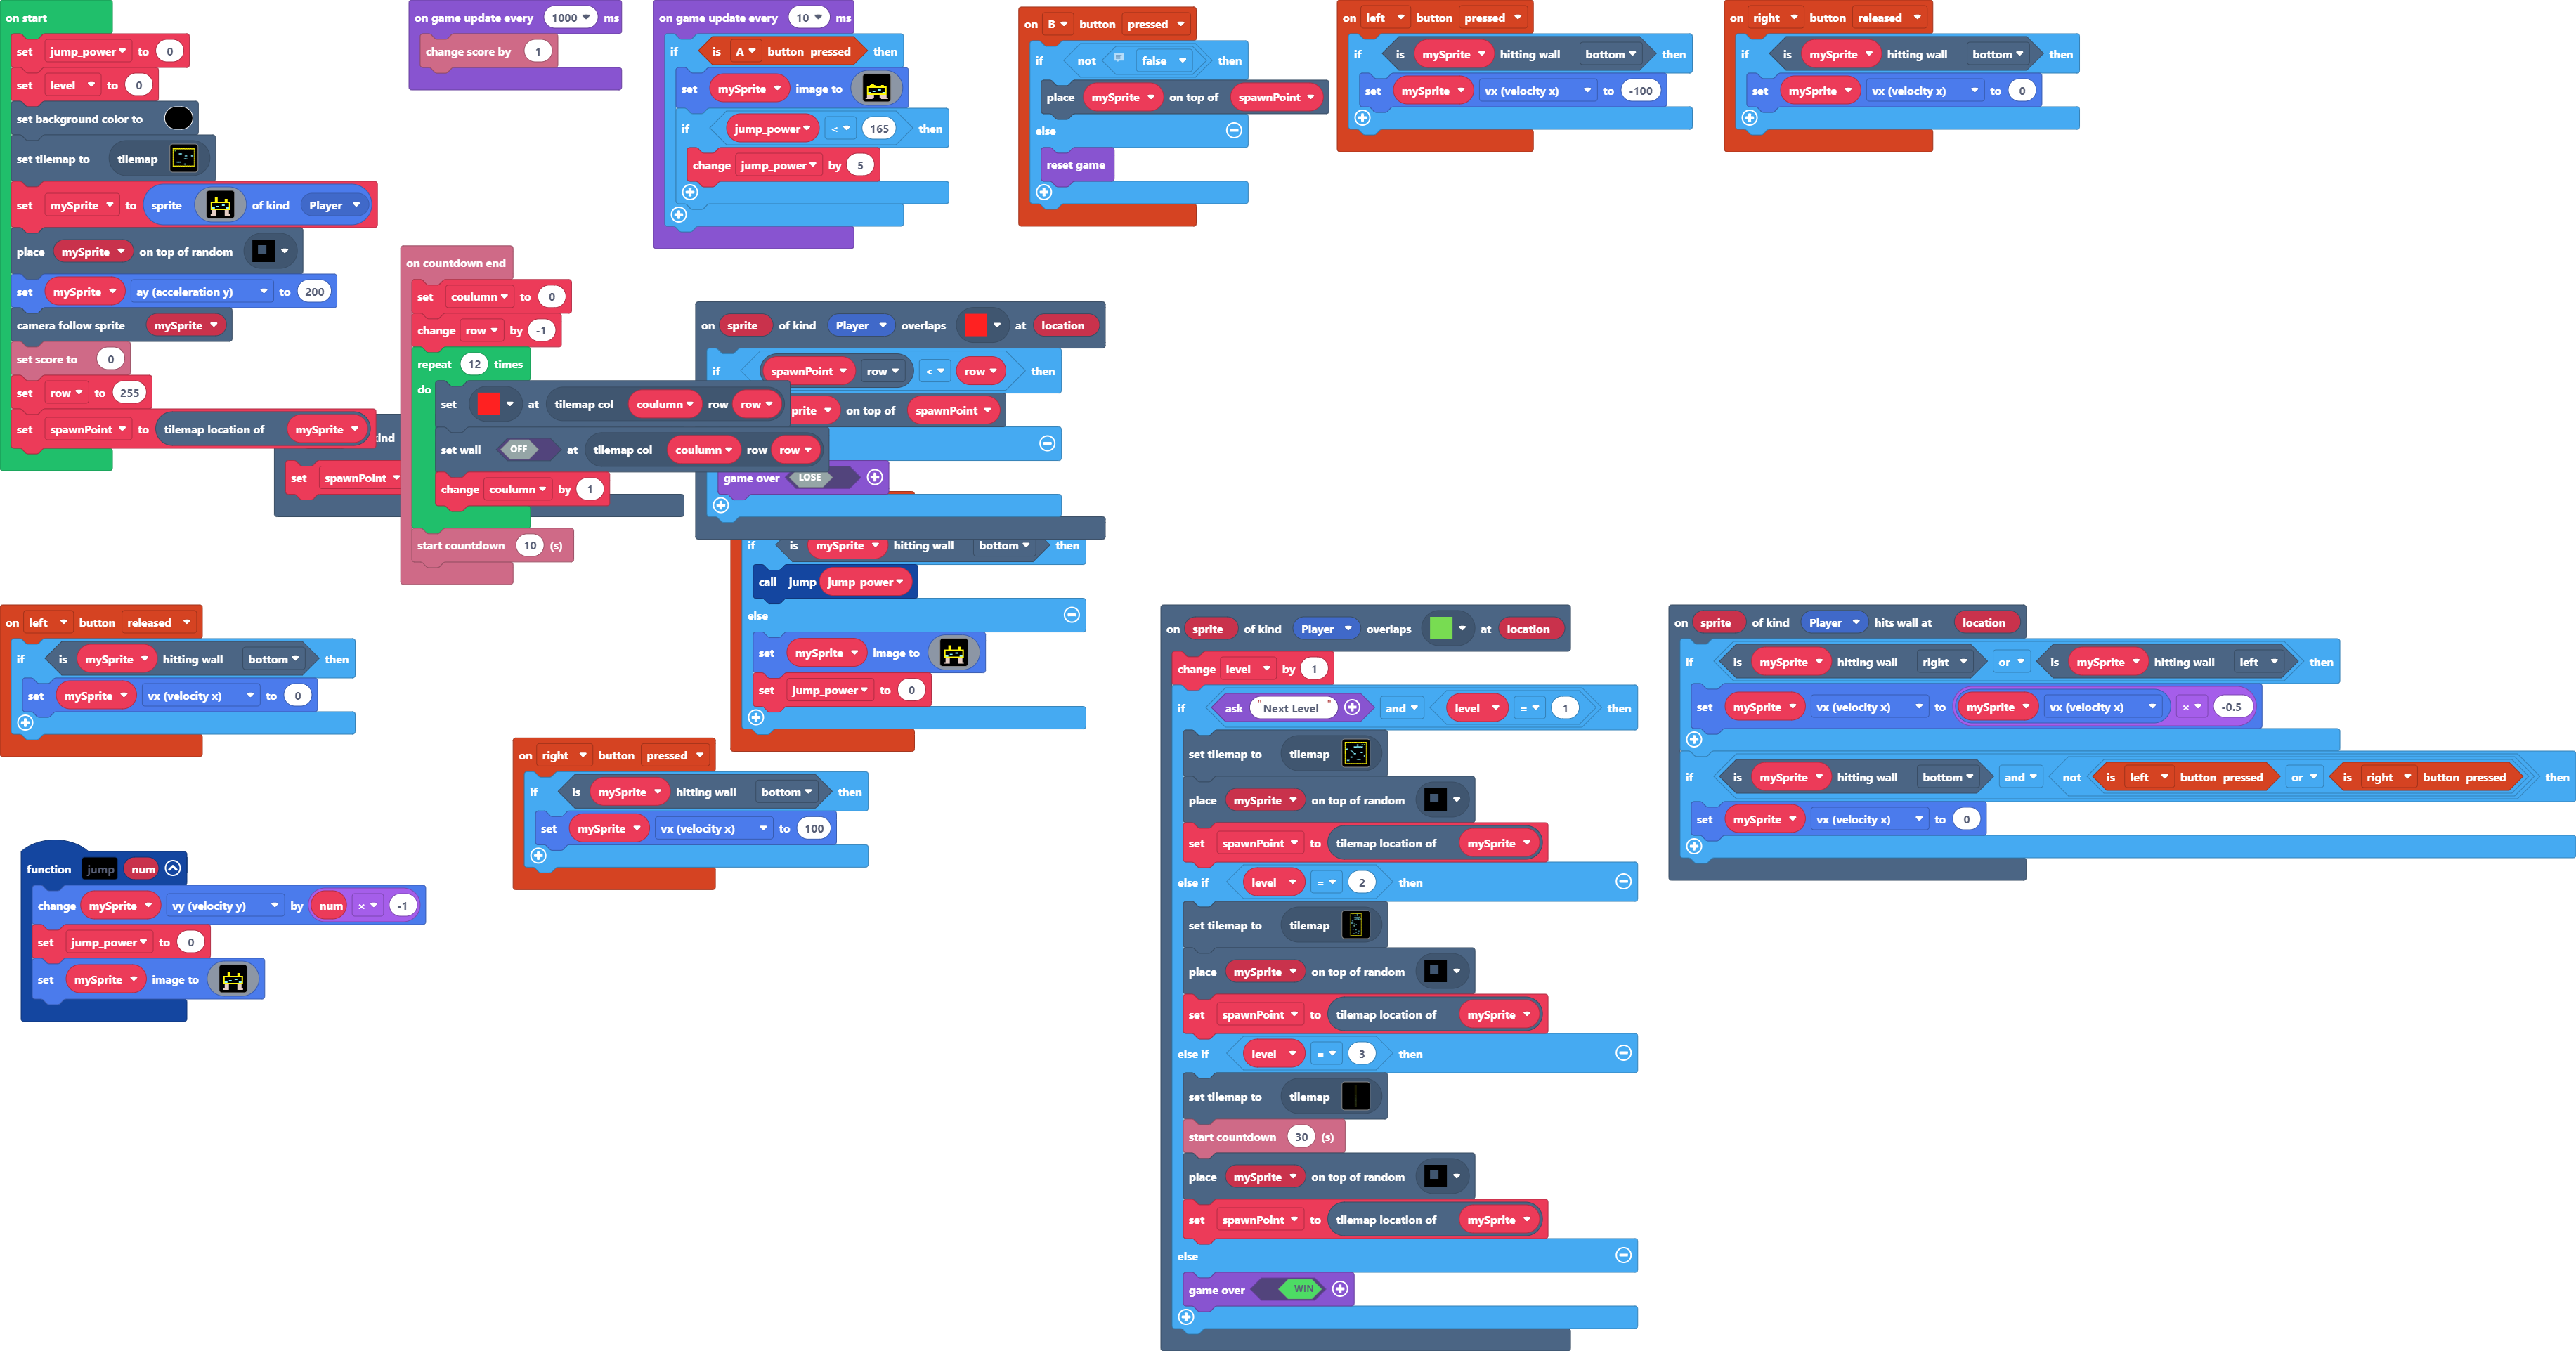 on start
set jump_power to 0
set level to 0
set background color to
set tilemap to tilemap
set mySprite to sprite of kind Player
place mySprite on top of random
set mySprite ay (acceleration y) to 200
camera follow sprite mySprite
set score to 0
set row to 255
set spawnPoint to tilemap location of mySprite
on game update every 1000 ms
change score by 1
on game update every 10 ms
if is A button pressed then
set mySprite image to
if jump_power < 165 then
change jump_power by 5
on B button pressed
if not false then
place mySprite on top of spawnPoint
else
reset game
on left button pressed
if is mySprite hitting wall bottom then
set mySprite vx (velocity x) to -100
on right button released
if is mySprite hitting wall bottom then
set mySprite vx (velocity x) to 0
ind
set spawnPoint
on countdown end
set coulumn to 0
change row by -1
repeat 12 times
do
set at tilemap col coulumn row row
set wall OFF at tilemap col coulumn row row
change coulumn by 1
start countdown 10 (s)
on sprite of kind Player overlaps at location
if spawnPoint row < row then
prite on top of spawnPoint
game over LOSE
if is mySprite hitting wall bottom then
call jump jump_power
else
set mySprite image to
set jump_power to 0
on left button released
if is mySprite hitting wall bottom then
set mySprite vx (velocity x) to 0
on right button pressed
if is mySprite hitting wall bottom then
set mySprite vx (velocity x) to 100
function jump num
change mySprite vy (velocity y) by num × -1
set jump_power to 0
set mySprite image to
on sprite of kind Player overlaps at location
change level by 1
if ask "Next Level" and level = 1 then
set tilemap to tilemap
place mySprite on top of random
set spawnPoint to tilemap location of mySprite
else if level = 2 then
set tilemap to tilemap
place mySprite on top of random
set spawnPoint to tilemap location of mySprite
else if level = 3 then
set tilemap to tilemap
start countdown 30 (s)
place mySprite on top of random
set spawnPoint to tilemap location of mySprite
else
game over WIN
on sprite of kind Player hits wall at location
if is mySprite hitting wall right or is mySprite hitting wall left then
set mySprite vx (velocity x) to mySprite vx (velocity x) × -0.5
if is mySprite hitting wall bottom and not is left button pressed or is right button pressed then
set mySprite vx (velocity x) to 0